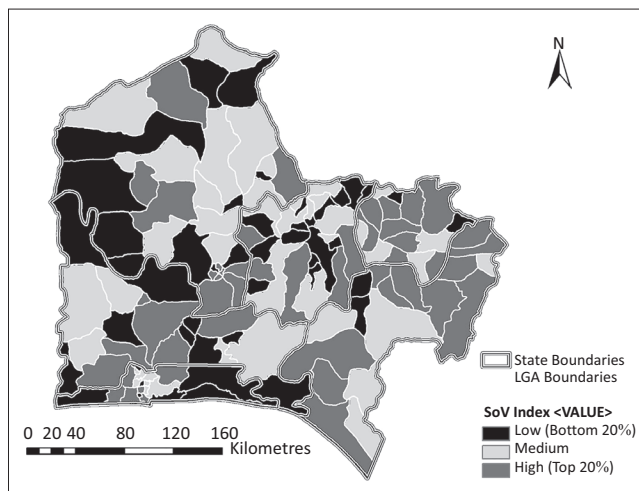 N
State Boundaries
LGA Boundaries
SoV Index <VALUE>
Low (Bottom 20%)
Medium
High (Top 20%)
0 20 40 80 120 160
Kilometres